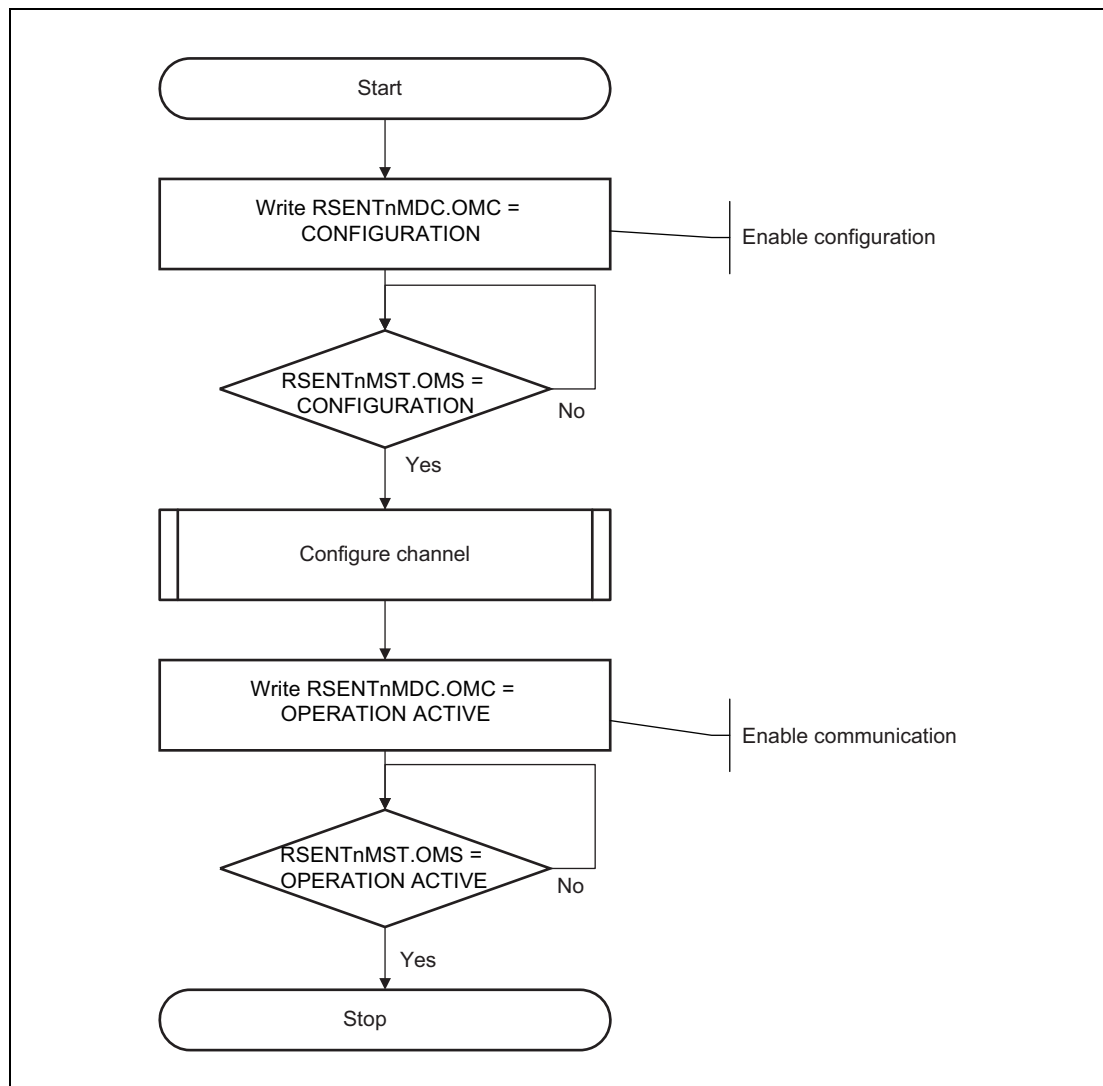 Start
Write RSENTnMDC.OMC =
CONFIGURATION
Enable configuration
RSENTnMST.OMS =
CONFIGURATION
No
Yes
Configure channel
Write RSENTnMDC.OMC =
OPERATION ACTIVE
Enable communication
RSENTnMST.OMS =
OPERATION ACTIVE
No
Yes
Stop